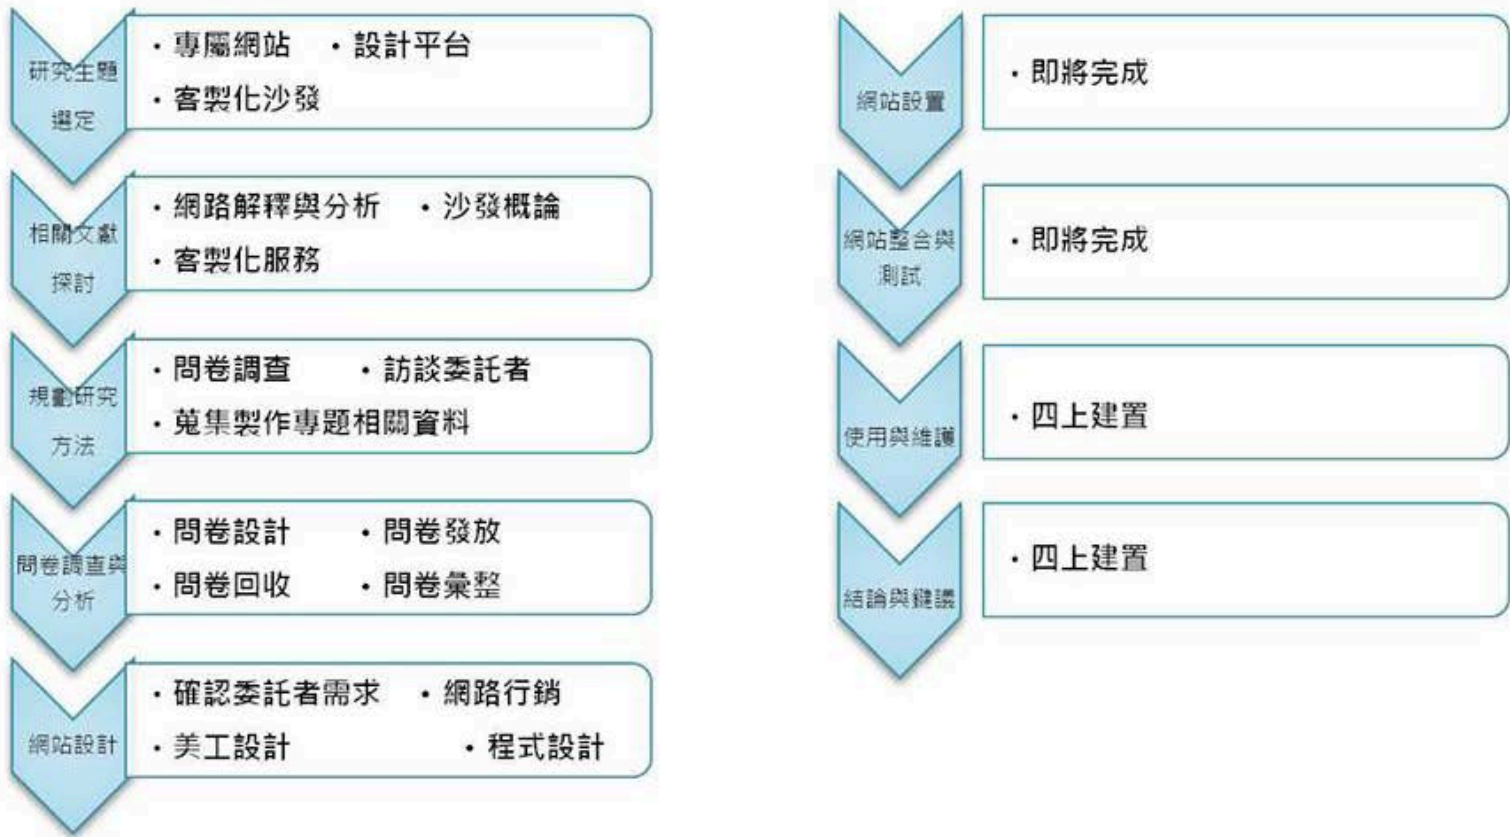 研究主題
選定
・專屬網站 ・設計平台
・客製化沙發
相關文獻
探討
・網路解釋與分析 ・沙發概論
・客製化服務
規劃研究
方法
・問卷調查 ・訪談委託者
・蒐集製作專題相關資料
問卷調查與
分析
・問卷設計 ・問卷發放
・問卷回收 ・問卷彙整
網站設計
・確認委託者需求 ・網路行銷
・美工設計 ・程式設計
網站設置
・即將完成
網站整合與
測試
・即將完成
使用與維護
・四上建置
結論與鍵議
・四上建置